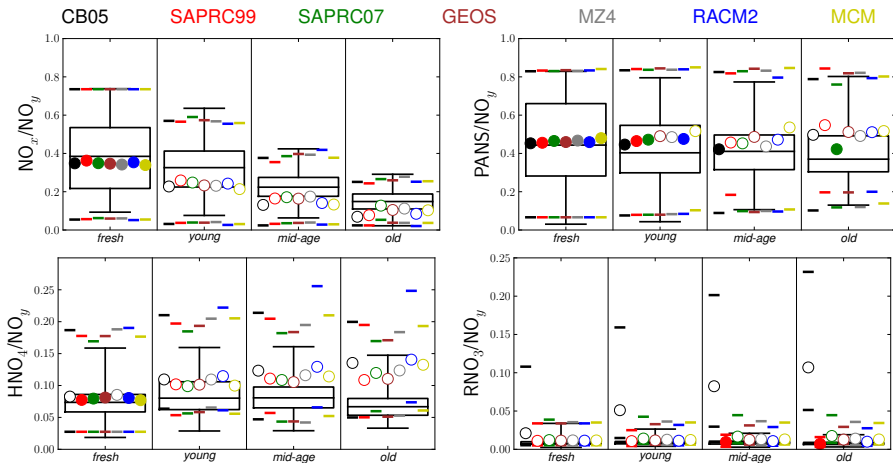 CB05 SAPRC99 SAPRC07 GEOS MZ4 RACM2 MCM
NOx/NOy
1.0
0.8
0.6
0.4
0.2
0.0
fresh young mid-age old
PANS/NOy
1.0
0.8
0.6
0.4
0.2
0.0
fresh young mid-age old
HNO4/NOy
0.25
0.20
0.15
0.10
0.05
0.00
fresh young mid-age old
RNO3/NOy
0.25
0.20
0.15
0.10
0.05
0.00
fresh young mid-age old